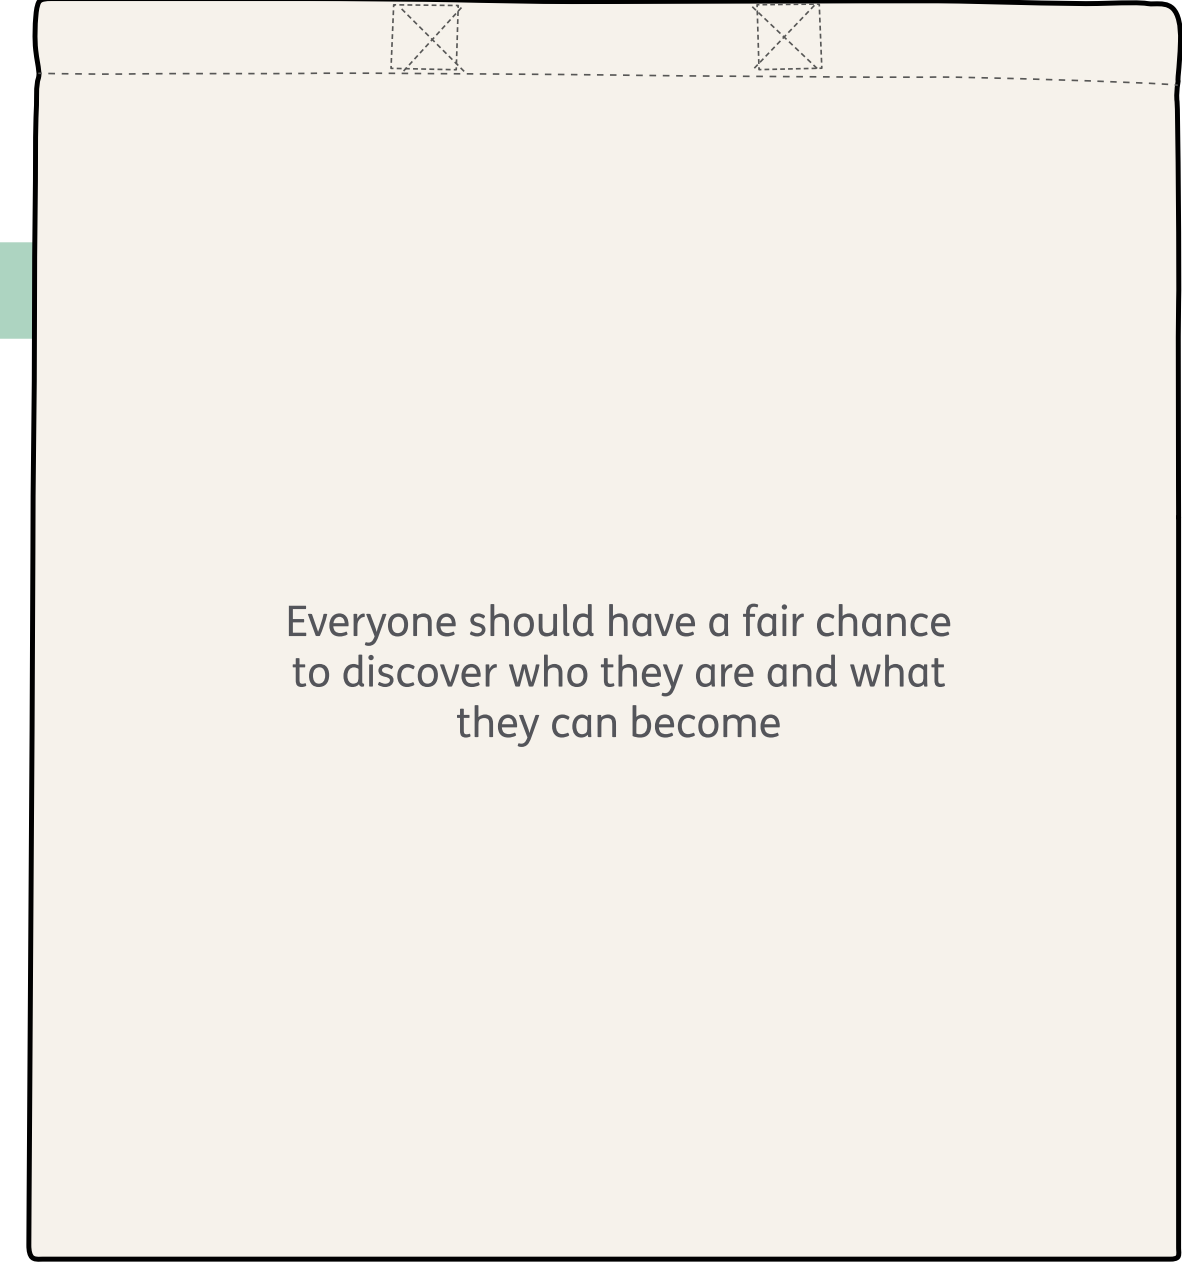 Everyone should have a fair chance
to discover who they are and what
they can become